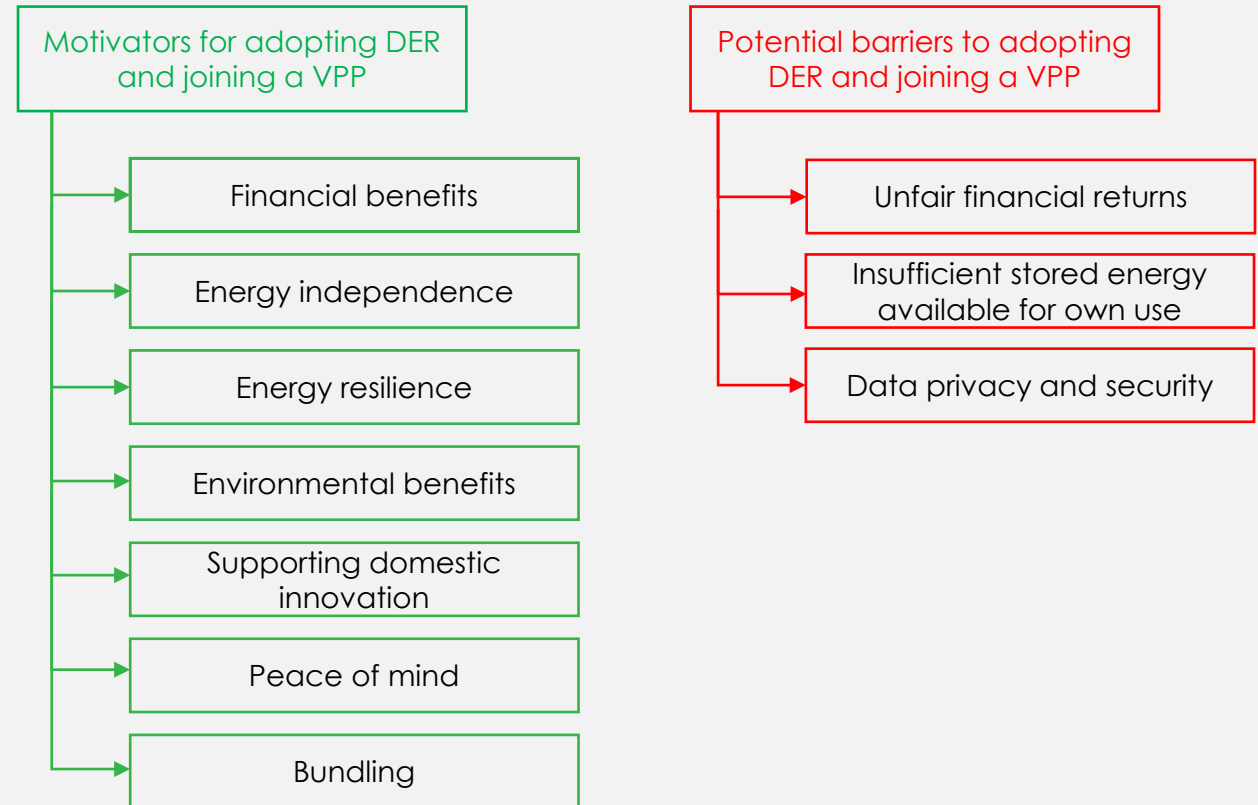 Motivators for adopting DER
and joining a VPP
Financial benefits
Energy independence
Energy resilience
Environmental benefits
Supporting domestic
innovation
Peace of mind
Bundling
Potential barriers to adopting
DER and joining a VPP
Unfair financial returns
Insufficient stored energy
available for own use
Data privacy and security